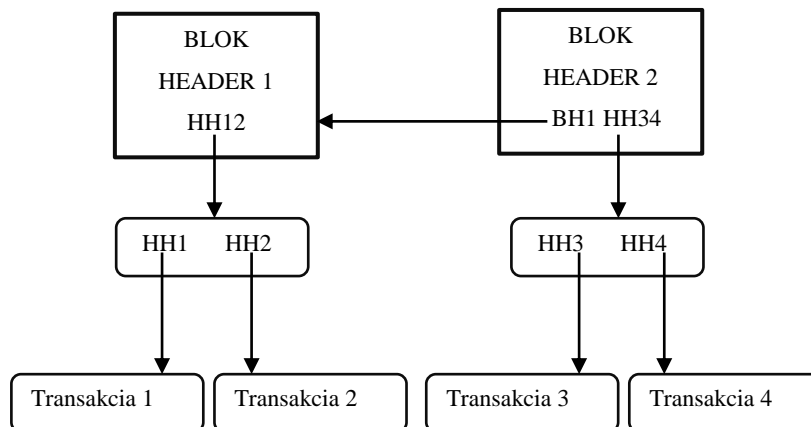 BLOK
HEADER 1
HH12
BLOK
HEADER 2
BH1 HH34
HH1 HH2
HH3 HH4
Transakcia 1
Transakcia 2
Transakcia 3
Transakcia 4